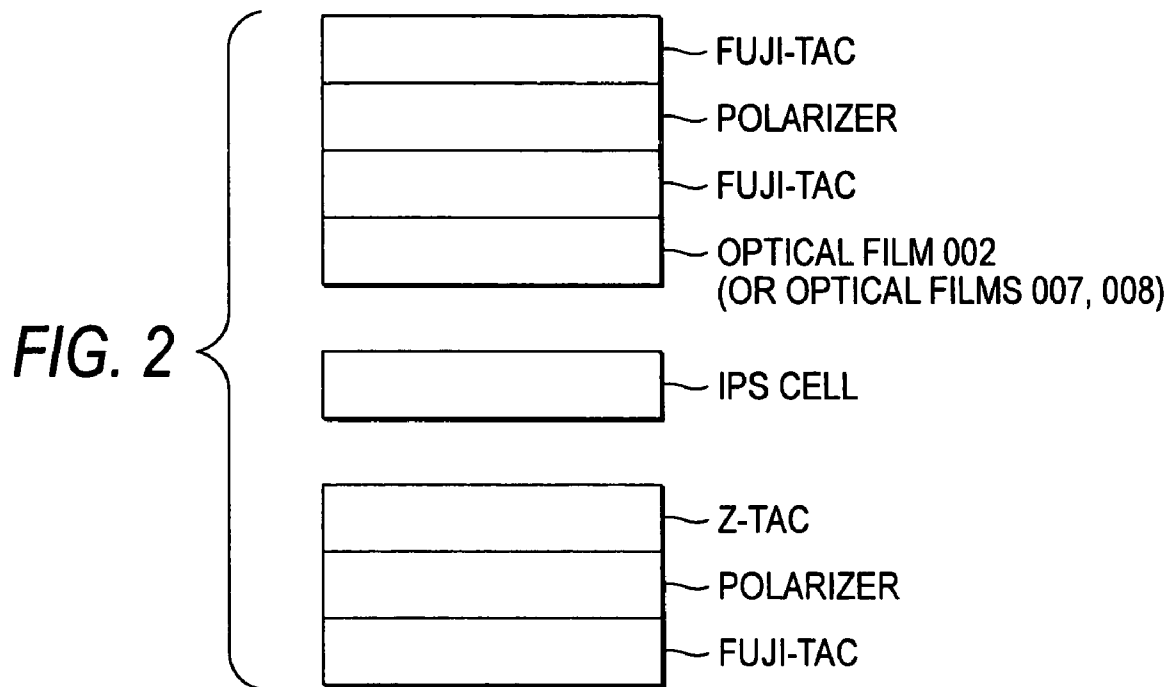 FUJI-TAC
POLARIZER
FUJI-TAC
OPTICAL FILM 002
(OR OPTICAL FILMS 007, 008)
FIG. 2
IPS CELL
Z-TAC
POLARIZER
FUJI-TAC